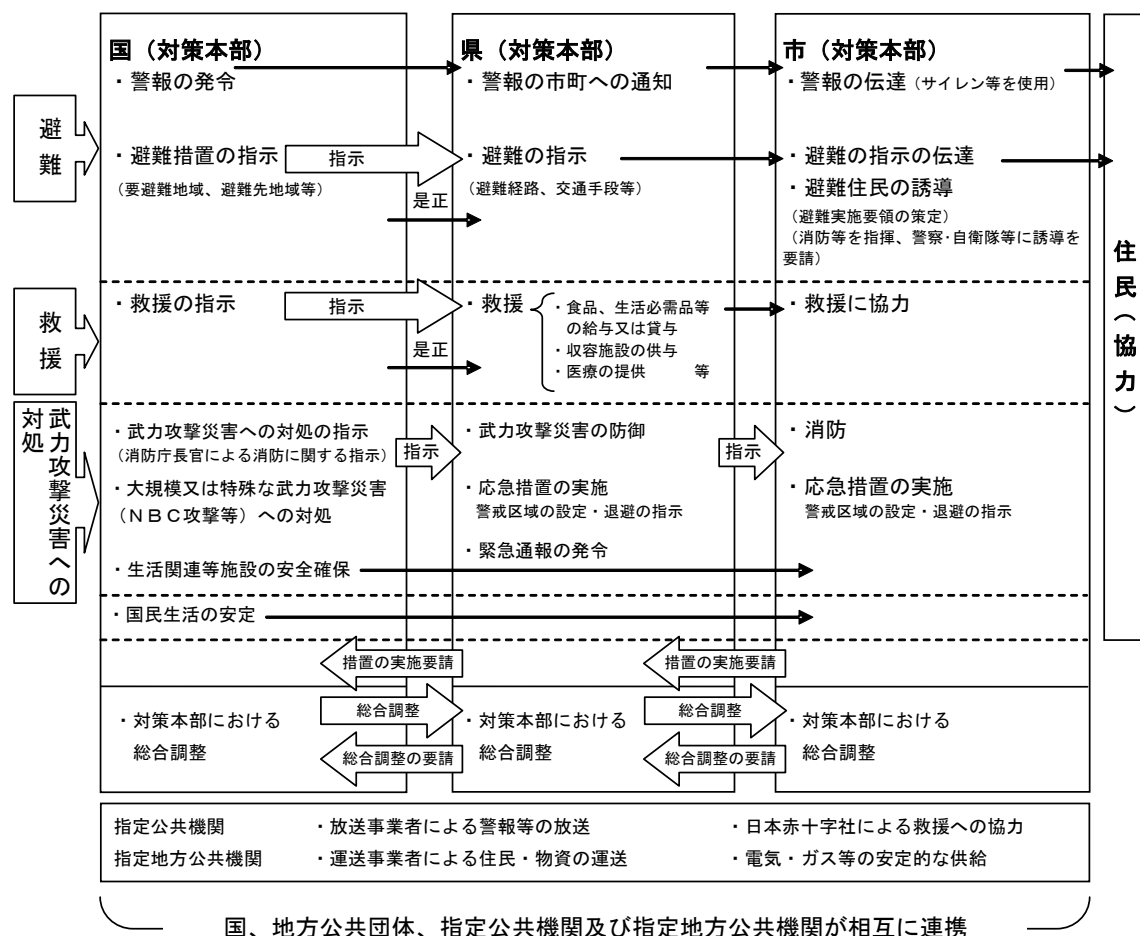 国（対策本部）
県（対策本部）
市（対策本部）
・警報の発令
・警報の市町への通知
・警報の伝達（サイレン等を使用）
避難
・避難措置の指示
指示
・避難の指示
・避難の指示の伝達
（要避難地域、避難先地域等）
（避難経路、交通手段等）
・避難住民の誘導
是正
（避難実施要領の策定）
（消防等を指揮、警察・自衛隊等に誘導を
要請）
住民（協力）
救援
・救援の指示
指示
・救援
・食品、生活必需品等
の給与又は貸与
・収容施設の供与
・医療の提供　　等
・救援に協力
是正
武力攻撃災害への
対処
・武力攻撃災害への対処の指示
（消防庁長官による消防に関する指示）
指示
・武力攻撃災害の防御
指示
・消防
・大規模又は特殊な武力攻撃災害
（ＮＢＣ攻撃等）への対処
・応急措置の実施
警戒区域の設定・退避の指示
・応急措置の実施
警戒区域の設定・退避の指示
・緊急通報の発令
・生活関連等施設の安全確保
・国民生活の安定
措置の実施要請
措置の実施要請
・対策本部における
総合調整
総合調整
総合調整の要請
・対策本部における
総合調整
総合調整
総合調整の要請
・対策本部における
総合調整
指定公共機関　・放送事業者による警報等の放送　・日本赤十字社による救援への協力
指定地方公共機関　・運送事業者による住民・物資の運送　・電気・ガス等の安定的な供給
国、地方公共団体、指定公共機関及び指定地方公共機関が相互に連携